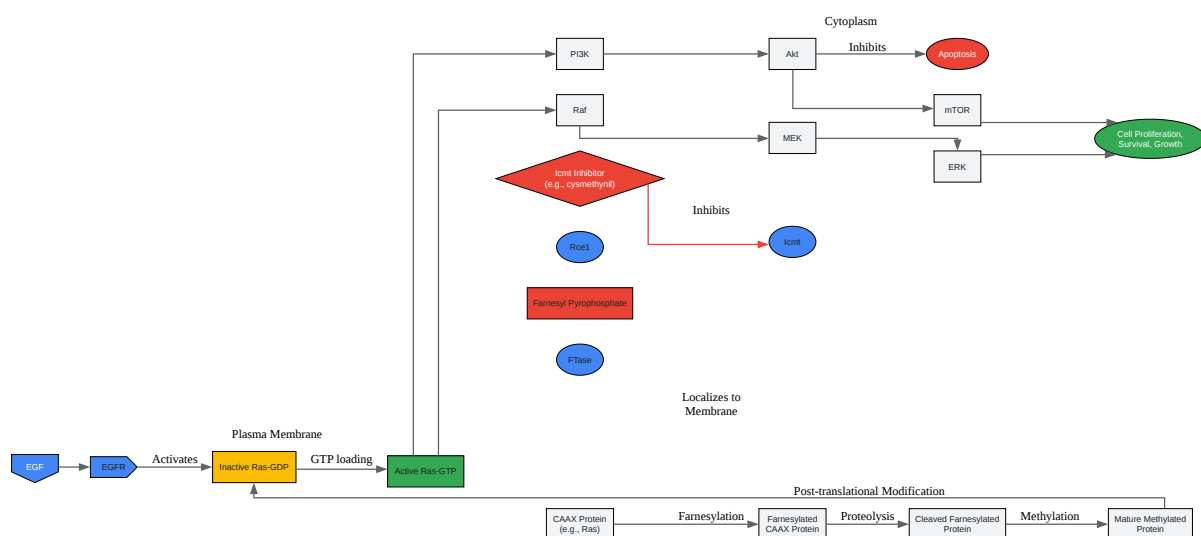 Cytoplasm
PI3K
Akt
Inhibits
Apoptosis
Raf
mTOR
MEK
Cell Proliferation,
Survival, Growth
ERK
Icmt Inhibitor
(e.g., cysmethynil)
Inhibits
Rce1
Icmt
Farnesyl Pyrophosphate
FTase
Localizes to
Membrane
Plasma Membrane
EGF
EGFR
Activates
Inactive Ras-GDP
GTP loading
Active Ras-GTP
Post-translational Modification
CAAX Protein
(e.g., Ras)
Farnesylation
Farnesylated
CAAX Protein
Proteolysis
Cleaved Farnesylated
Protein
Methylation
Mature Methylated
Protein